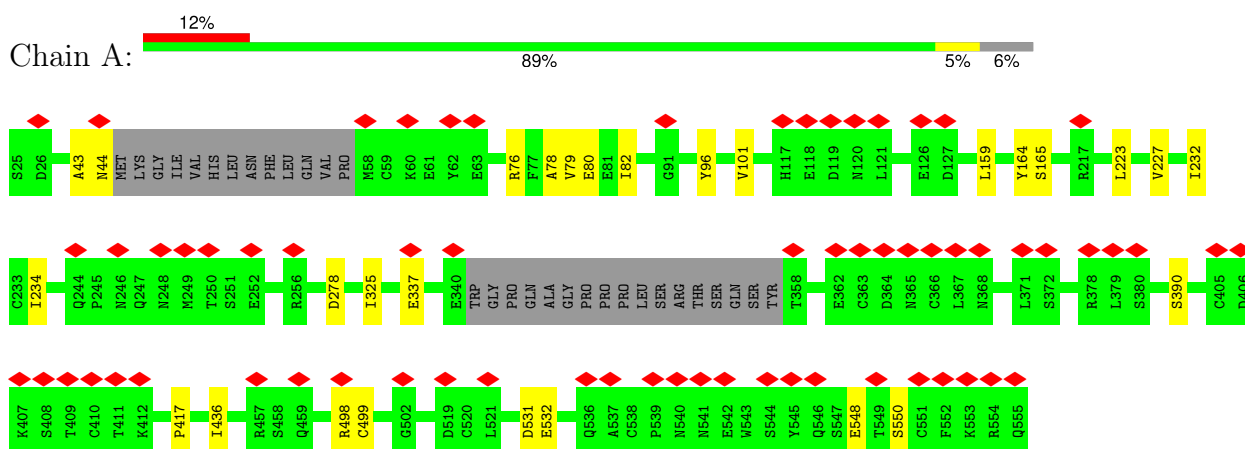 12%
Chain A:
89% 5% 6%
S25 D26 A43 N44 MET LYS GLY ILE VAL HIS LEU ASN PHE LEU GLN VAL PRO M58 C59 K60 E61 Y62 E63 R76 F77 A78 V79 E80 E81 I82 G91 Y96 V101 H117 E118 D119 N120 L121 E126 D127 L159 Y164 S165 R217 L223 V227 I232
C233 I234 Q244 P245 N246 Q247 N248 M249 T250 S251 E252 R256 D278 I325 E337 E340 TRP GLY PRO GLN ALA GLY PRO PRO PRO LEU SER ARG THR SER GLN SER TYR T358 E362 C363 D364 N365 C366 L367 N368 L371 S372 R378 L379 S380 S390 C405 D406
K407 S408 T409 C410 T411 K412 P417 I436 R457 S458 Q459 R498 C499 G502 D519 C520 L521 D531 E532 Q536 A537 C538 P539 N540 N541 E542 W543 S544 Y545 Q546 S547 E548 T549 S550 C551 F552 K553 R554 Q555